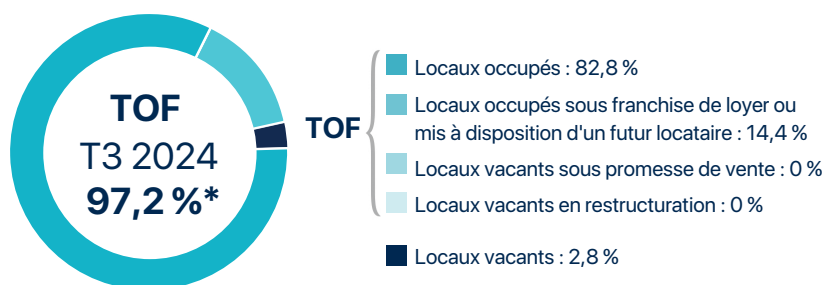 TOF
T3 2024
97,2 %*
TOF
Locaux occupés : 82,8 %
Locaux occupés sous franchise de loyer ou
mis à disposition d'un futur locataire : 14,4 %
Locaux vacants sous promesse de vente : 0 %
Locaux vacants en restructuration : 0 %
Locaux vacants : 2,8 %